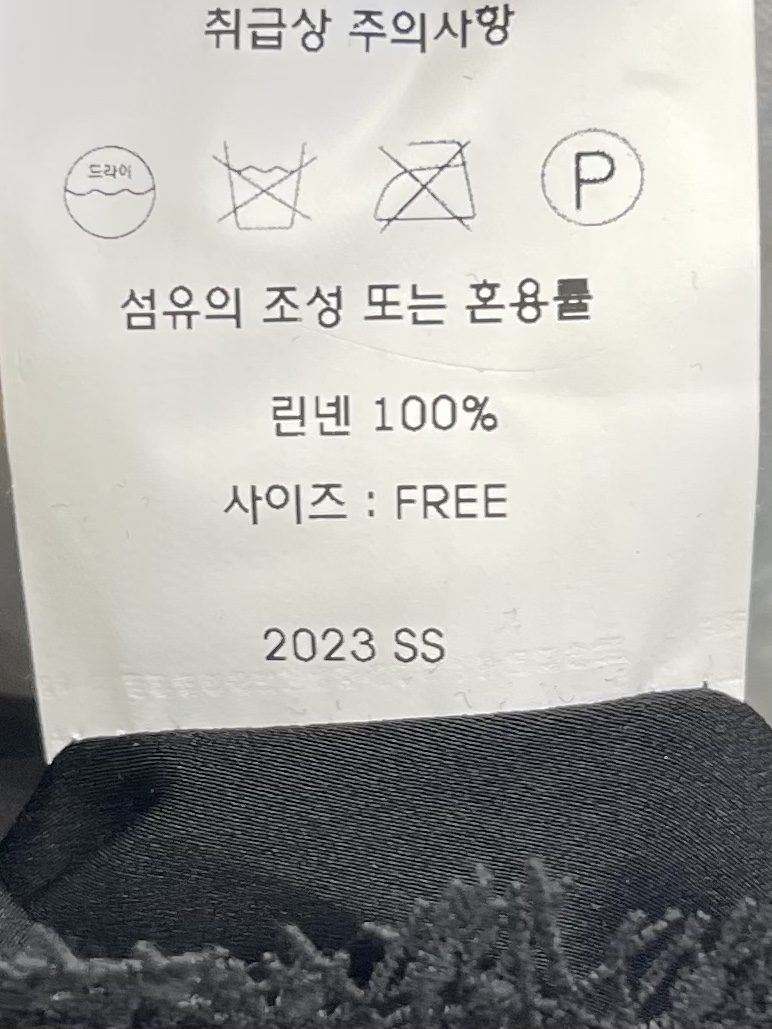 취급상 주의사항
드라이 P
섬유의 조성 또는 혼용률
린넨 100%
사이즈 : FREE
2023 SS